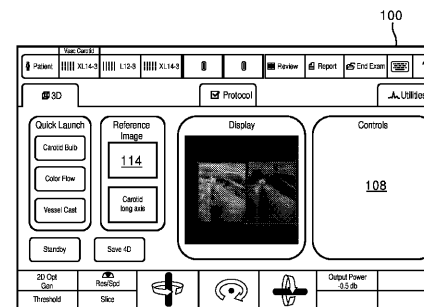 100
Vasc Carotid
Patient XL14-3 L12-3 XL14-3 Review Report End Exam
3D Protocol Utilities
Quick Launch Reference Image Display Controls
Carotid Bulb
114
108
Color Flow
Carotid long axis
Vessel Cast
Standby Save 4D
2D Opt Gen Res/Spd Output Power -0.5 db
Threshold Slice